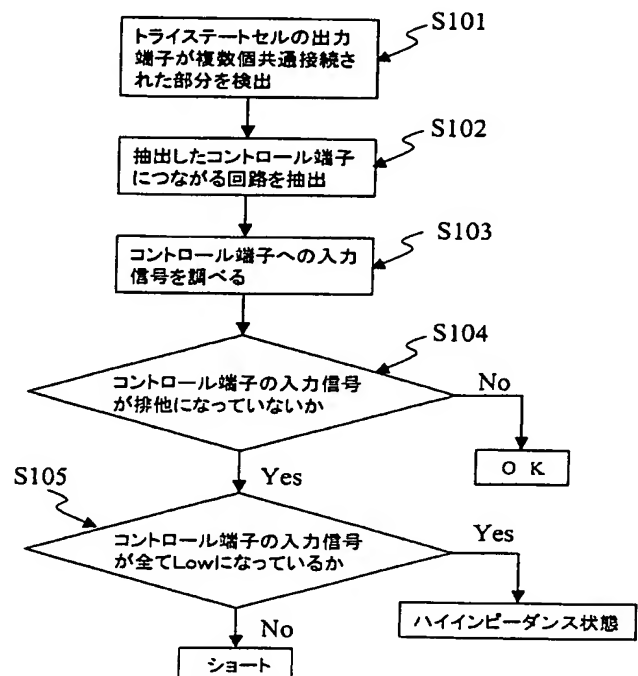 トライステートセルの出力
端子が複数個共通接続さ
れた部分を検出
S101
抽出したコントロール端子
につながる回路を抽出
S102
コントロール端子への入力
信号を調べる
S103
コントロール端子の入力信号
が排他になっていないか
S104
No
O K
Yes
S105
コントロール端子の入力信号
が全てLowになっているか
Yes
ハイインピーダンス状態
No
ショート